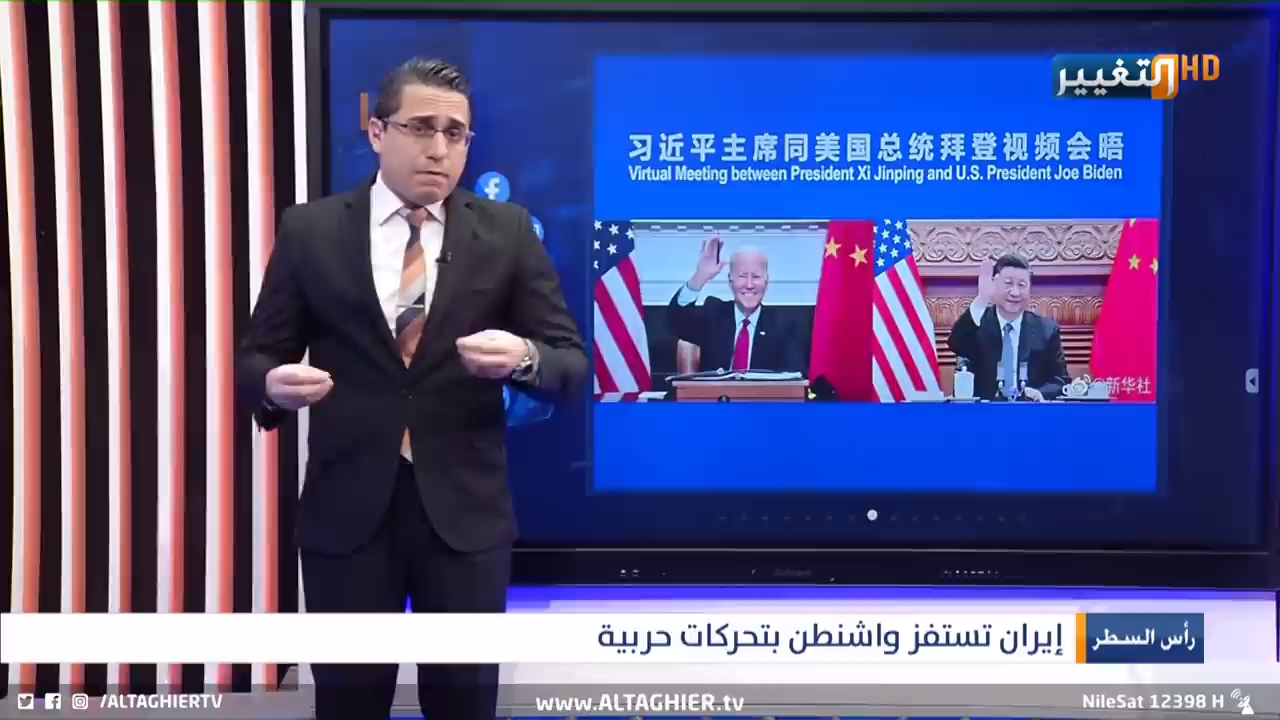 التغيير HD
习近平主席同美国总统拜登视频会晤
Virtual Meeting between President Xi Jinping and U.S. President Joe Biden
@新华社
رأس السطر
إيران تستفز واشنطن بتحركات حربية
/ALTAGHIERTV
www.ALTAGHIER.tv
NileSat 12398 H